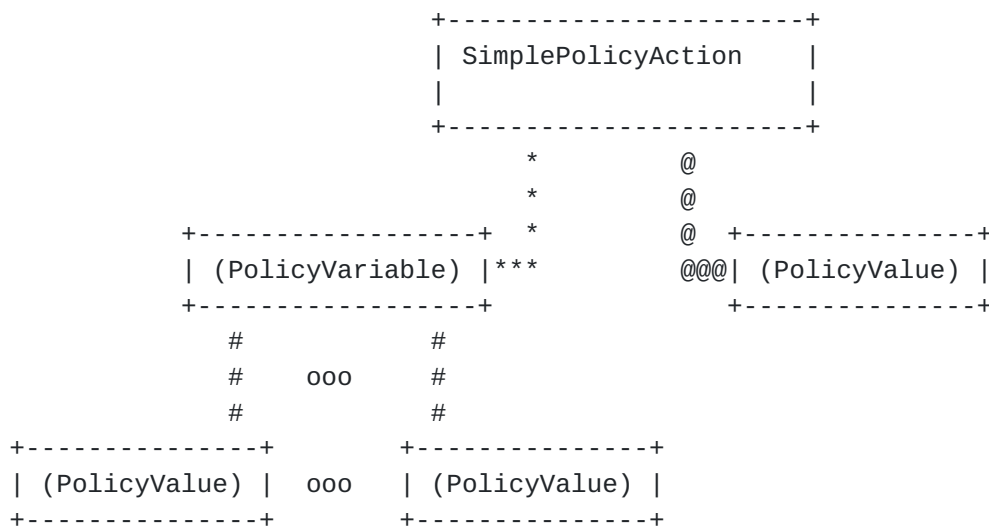 +-----------------------+
| SimplePolicyAction |
| |
+-----------------------+
* @
* @
+------------------+ * @ +---------------+
| (PolicyVariable) |*** @@@| (PolicyValue) |
+------------------+ +---------------+
# #
# ooo #
# #
+---------------+ +---------------+
| (PolicyValue) | ooo | (PolicyValue) |
+---------------+ +---------------+